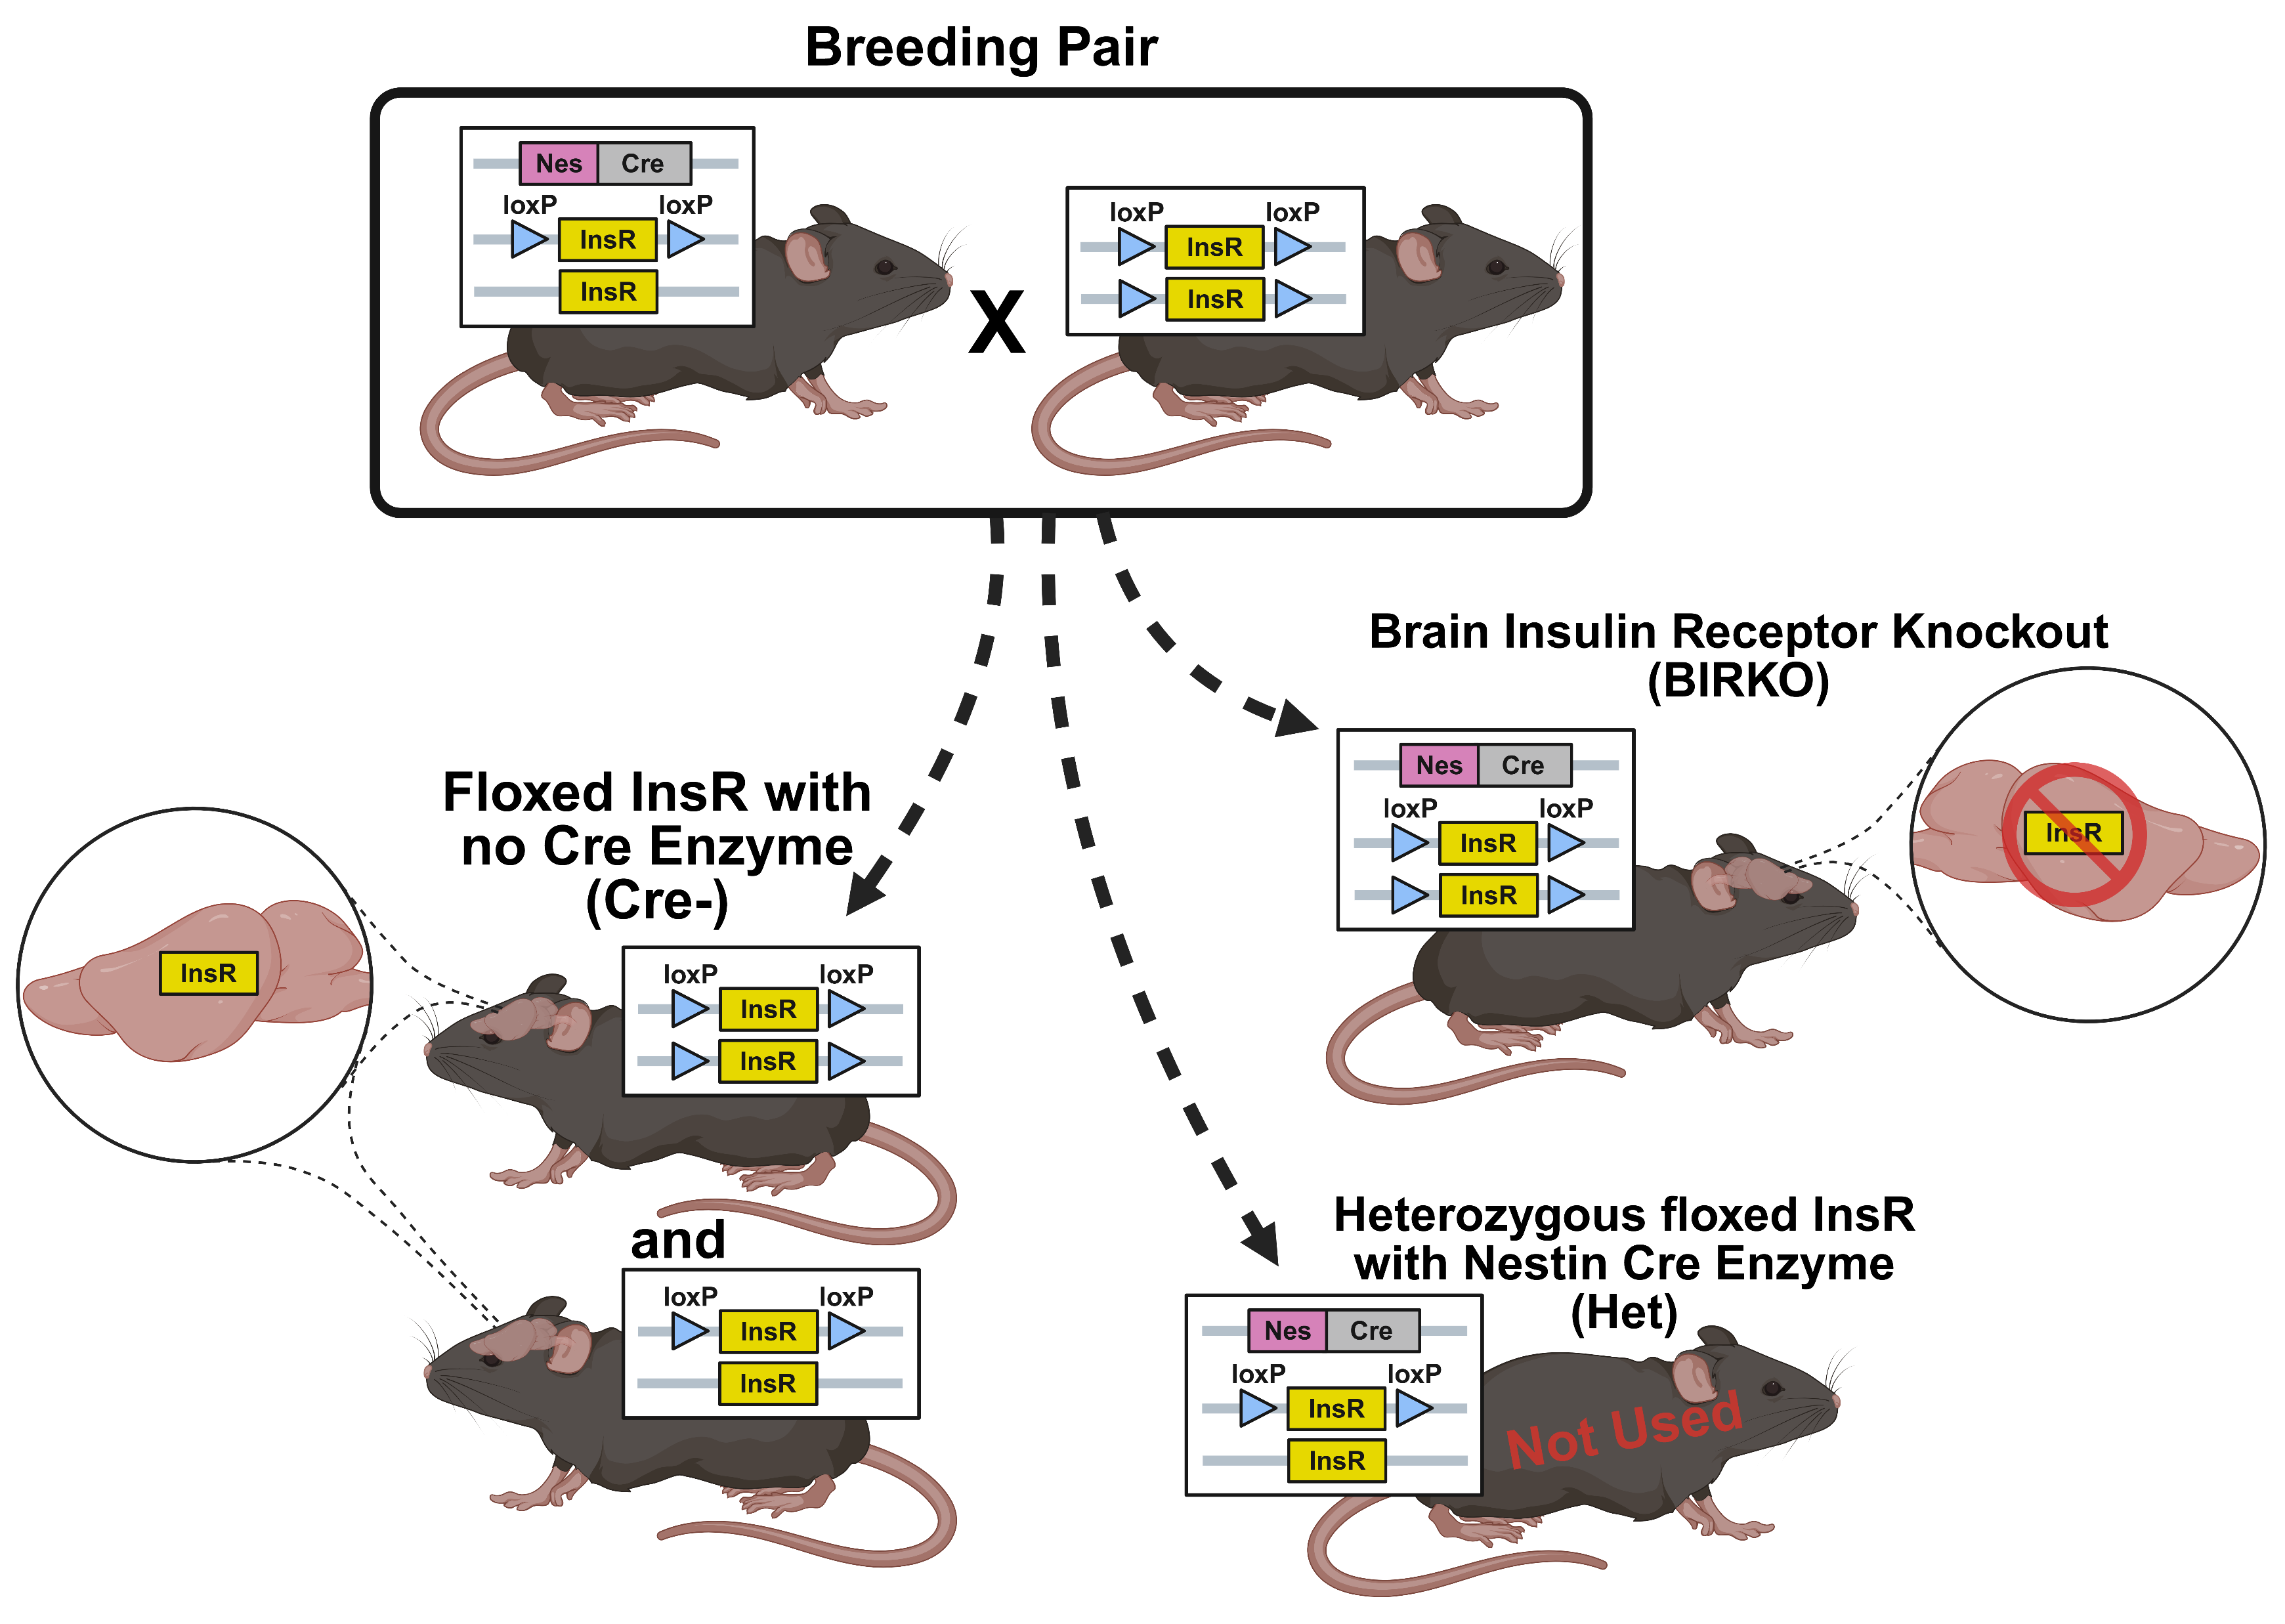 Breeding Pair
Nes Cre
loxP loxP
InsR
InsR
loxP loxP
InsR
InsR
X
Brain Insulin Receptor Knockout
(BIRKO)
Nes Cre
loxP loxP
InsR
InsR
InsR
Floxed InsR with
no Cre Enzyme
(Cre-)
InsR
loxP loxP
InsR
InsR
and
loxP loxP
InsR
InsR
Heterozygous floxed InsR
with Nestin Cre Enzyme
(Het)
Nes Cre
loxP loxP
InsR
InsR
Not Used